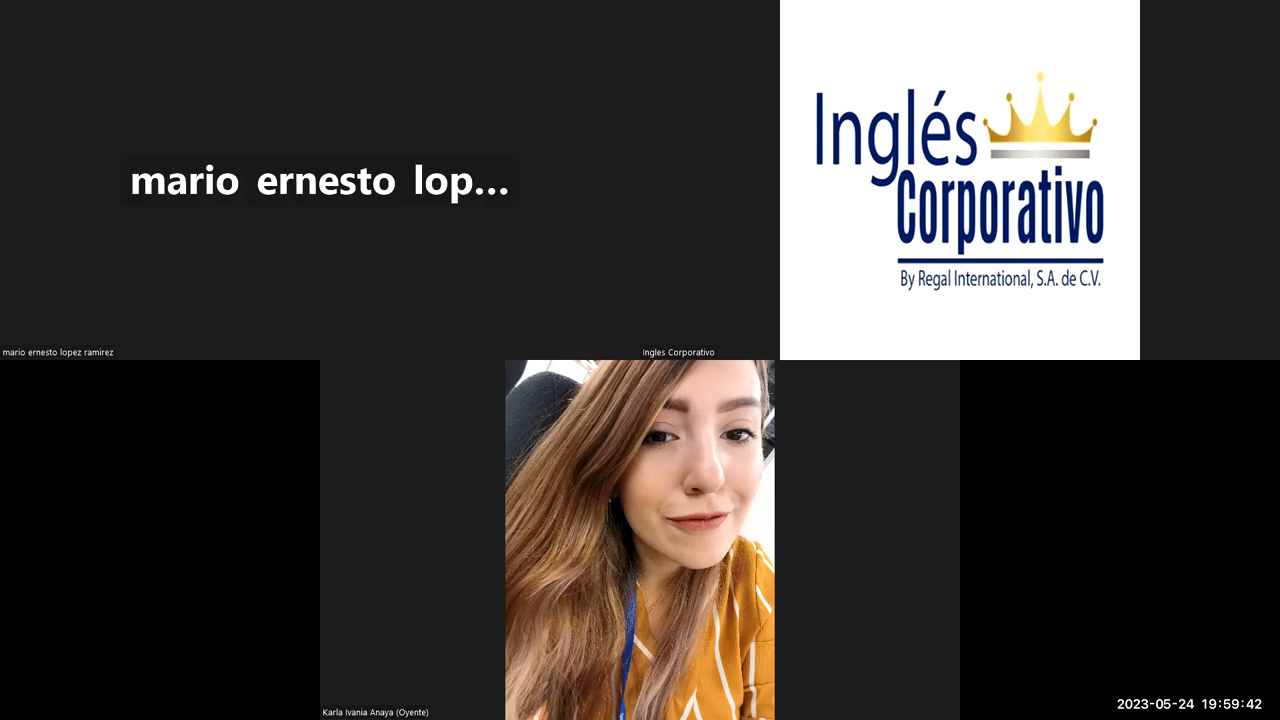 mario ernesto lop...
Inglés
Corporativo
By Regal International, S.A. de C.V.
mario ernesto lopez ramirez
Ingles Corporativo
Karla Ivania Anaya (Oyente)
2023-05-24 19:59:42